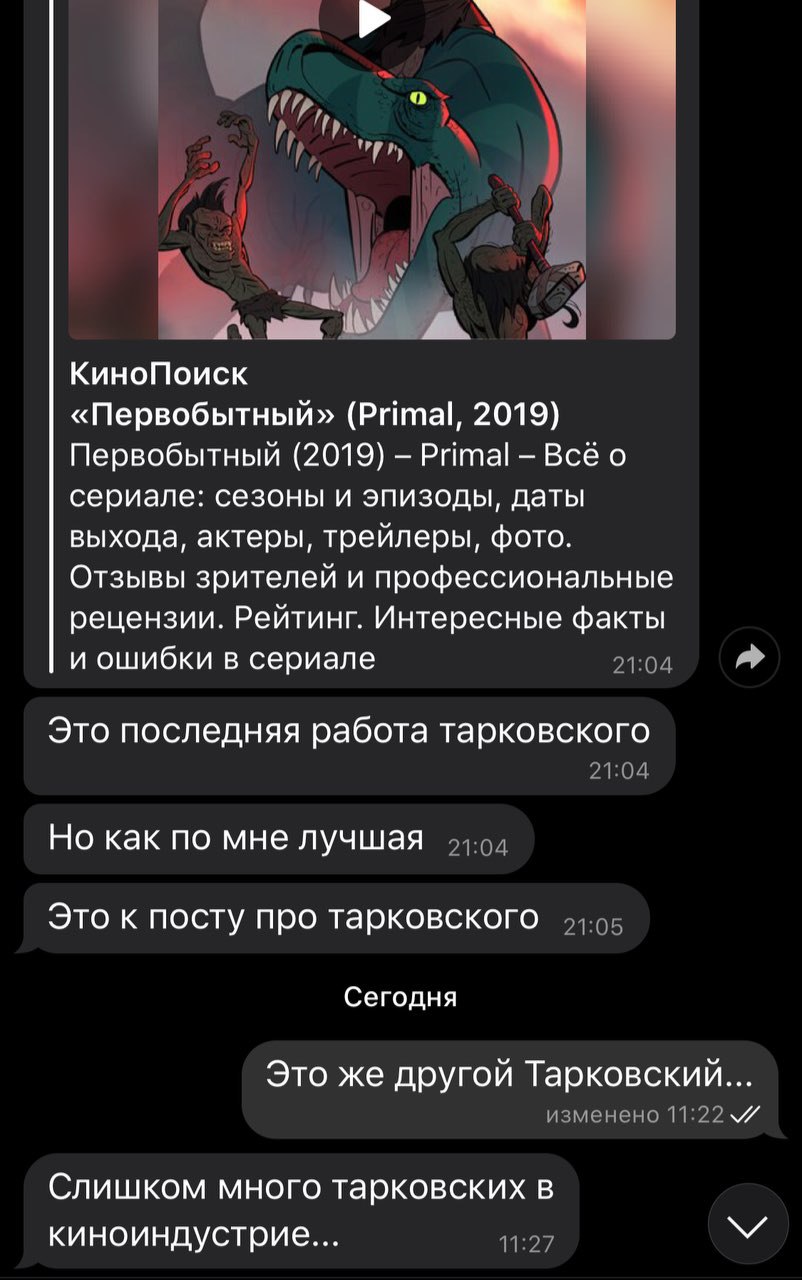 КиноПоиск
«Первобытный» (Primal, 2019)
Первобытный (2019) – Primal – Всё о
сериале: сезоны и эпизоды, даты
выхода, актеры, трейлеры, фото.
Отзывы зрителей и профессиональные
рецензии. Рейтинг. Интересные факты
и ошибки в сериале
21:04
Это последняя работа тарковского
21:04
Но как по мне лучшая 21:04
Это к посту про тарковского 21:05
Сегодня
Это же другой Тарковский...
изменено 11:22
Слишком много тарковских в
киноиндустрие... 11:27